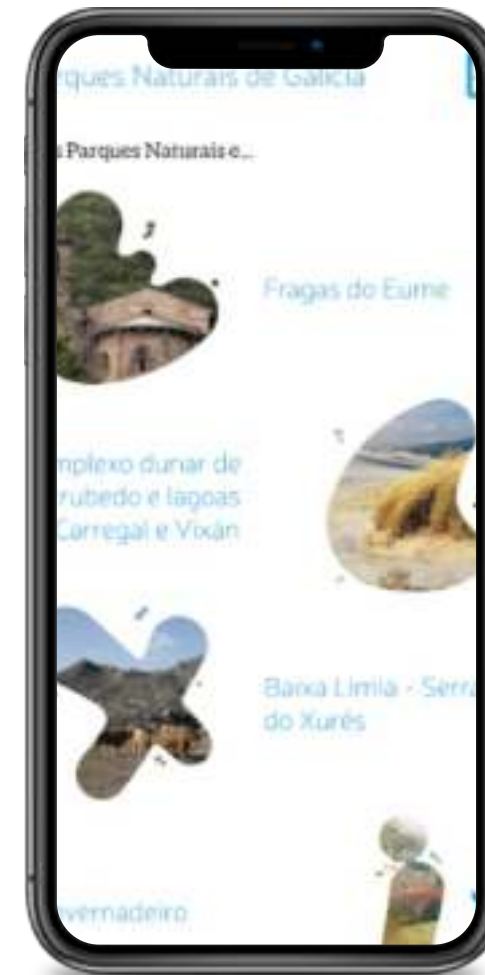 rques Naturais de Galicia
s Parques Naturais e...
Fragas do Eume
mplexo dunar de
rrubedo e lagoas
Carregal e Vixán
Baixa Limia - Serra
do Xurés
nvernadeiro